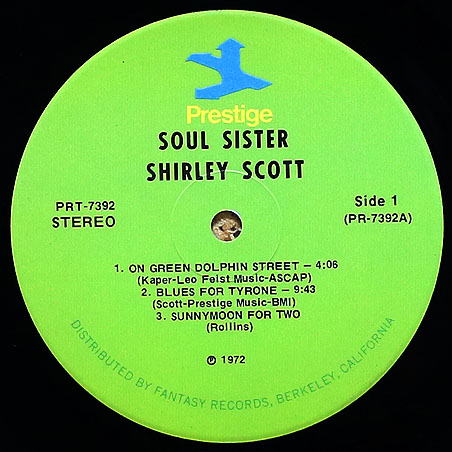 Prestige
SOUL SISTER
SHIRLEY SCOTT
PRT-7392
STEREO
Side 1
(PR-7392A)
1. ON GREEN DOLPHIN STREET – 4:06
(Kaper-Leo Feist Music-ASCAP)
2. BLUES FOR TYRONE – 9:43
(Scott-Prestige Music-BMI)
3. SUNNYMOON FOR TWO
(Rollins)
℗ 1972
DISTRIBUTED BY FANTASY RECORDS, BERKELEY, CALIFORNIA